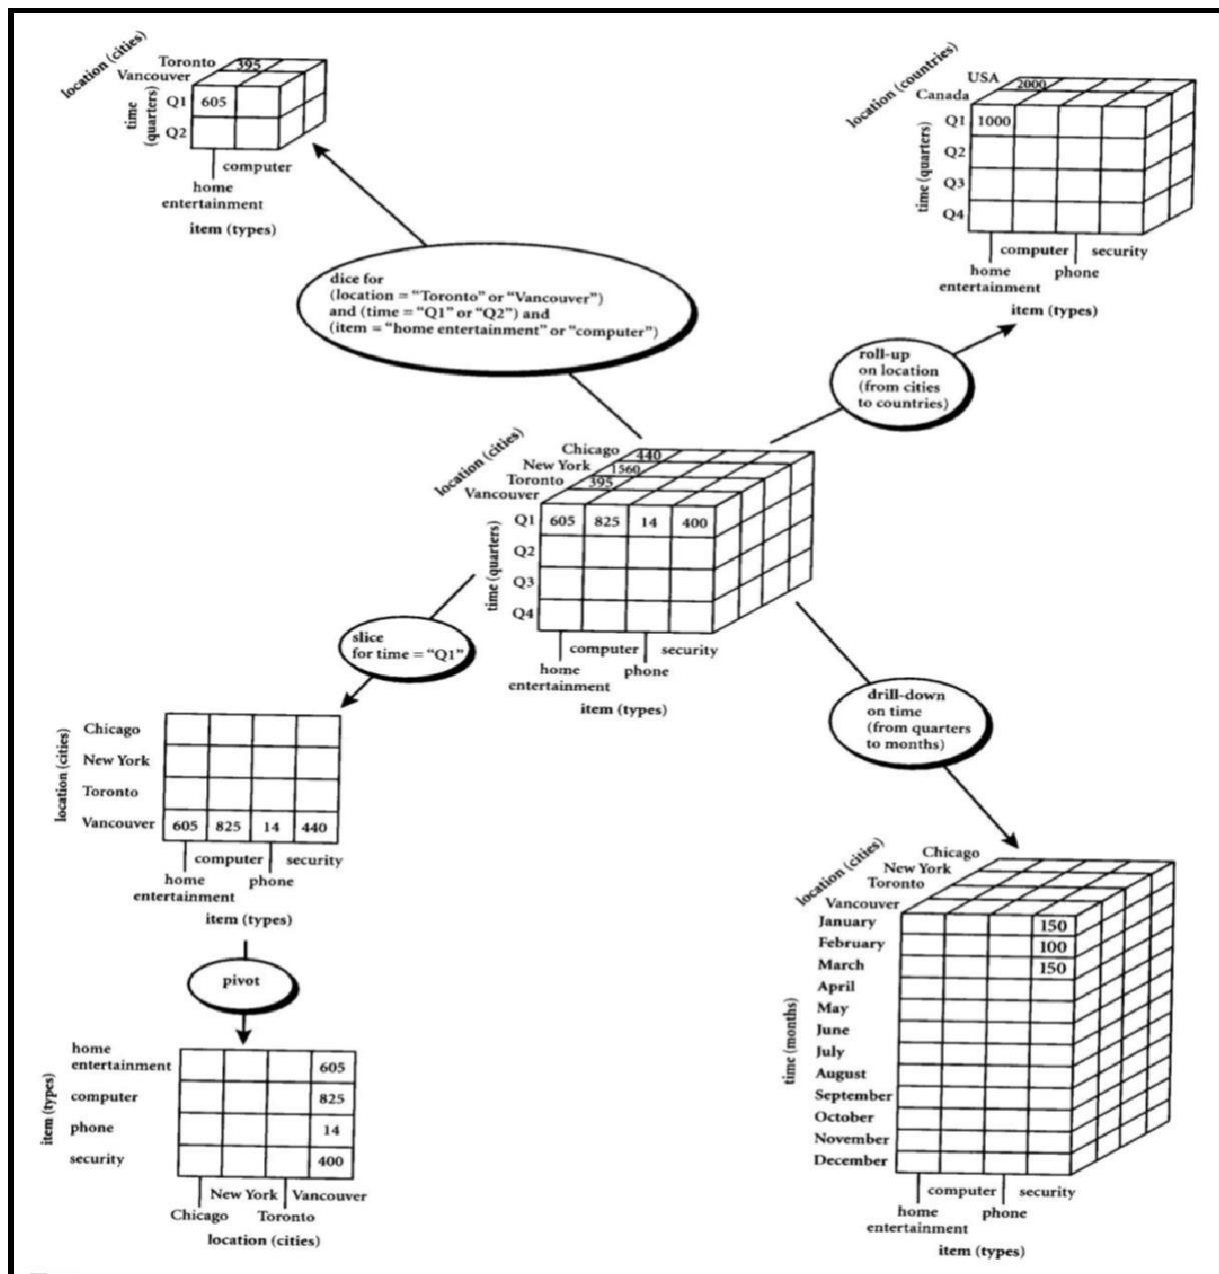 location (cities)
Toronto 395
Vancouver
time
(quarters)
Q1 605
Q2
computer
home
entertainment
item (types)
location (countries)
USA 2000
Canada
time (quarters)
Q1 1000
Q2
Q3
Q4
computer security
home phone
entertainment
item (types)
dice for
(location = “Toronto” or “Vancouver”)
and (time = “Q1” or “Q2”) and
(item = “home entertainment” or “computer”)
roll-up
on location
(from cities
to countries)
location (cities)
Chicago 440
New York 1560
Toronto 395
Vancouver
time (quarters)
Q1 605 825 14 400
Q2
Q3
Q4
computer security
home phone
entertainment
item (types)
slice
for time = “Q1”
drill-down
on time
(from quarters
to months)
location (cities)
Chicago
New York
Toronto
Vancouver 605 825 14 440
computer security
home phone
entertainment
item (types)
pivot
item (types)
home
entertainment 605
computer 825
phone 14
security 400
New York Vancouver
Chicago Toronto
location (cities)
location (cities)
Chicago
New York
Toronto
Vancouver
time (months)
January 150
February 100
March 150
April
May
June
July
August
September
October
November
December
computer security
home phone
entertainment
item (types)